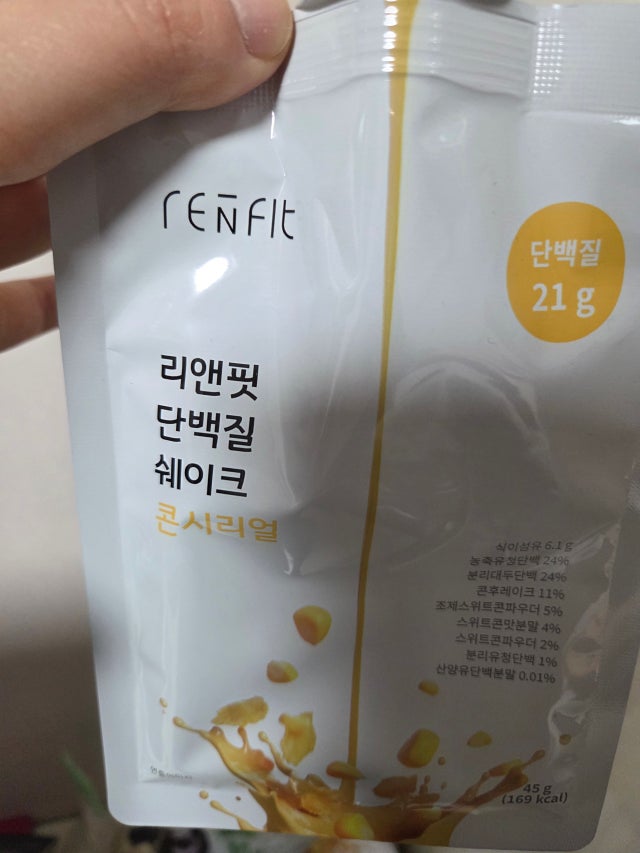 renfit
단백질
21 g
리앤핏
단백질
쉐이크
콘시리얼
식이섬유 6.1 g
농축유청단백 24%
분리대두단백 24%
콘후레이크 11%
조제스위트콘파우더 5%
스위트콘맛분말 4%
스위트콘파우더 2%
분리유청단백 1%
산양유단백분말 0.01%
45 g
(169 kcal)